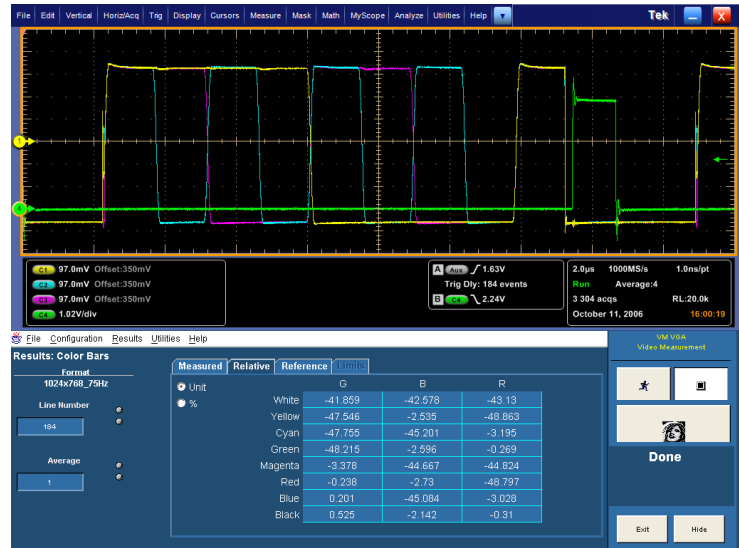 File Edit Vertical Horiz/Acq Trig Display Cursors Measure Mask Math MyScope Analyze Utilities Help Tek X
1
4
C1 97.0mV Offset:350mV
C2 97.0mV Offset:350mV
C3 97.0mV Offset:350mV
C4 1.02V/div
A Aux 1.63V
Trig Dly: 184 events
B C4 2.24V
2.0µs 1000MS/s 1.0ns/pt
Run Average:4
3 304 acqs RL:20.0k
October 11, 2006 16:00:19
File Configuration Results Utilities Help
VM VGA
Video Measurement
Results: Color Bars
Format
1024x768_75Hz
Line Number
184
Average
1
Measured Relative Reference Limits
Unit
%
G B R
White -41.859 -42.578 -43.13
Yellow -47.546 -2.535 -48.863
Cyan -47.755 -45.201 -3.195
Green -48.215 -2.596 -0.269
Magenta -3.378 -44.667 -44.824
Red -0.238 -2.73 -48.797
Blue 0.201 -45.084 -3.028
Black 0.525 -2.142 -0.31
Done
Exit Hide